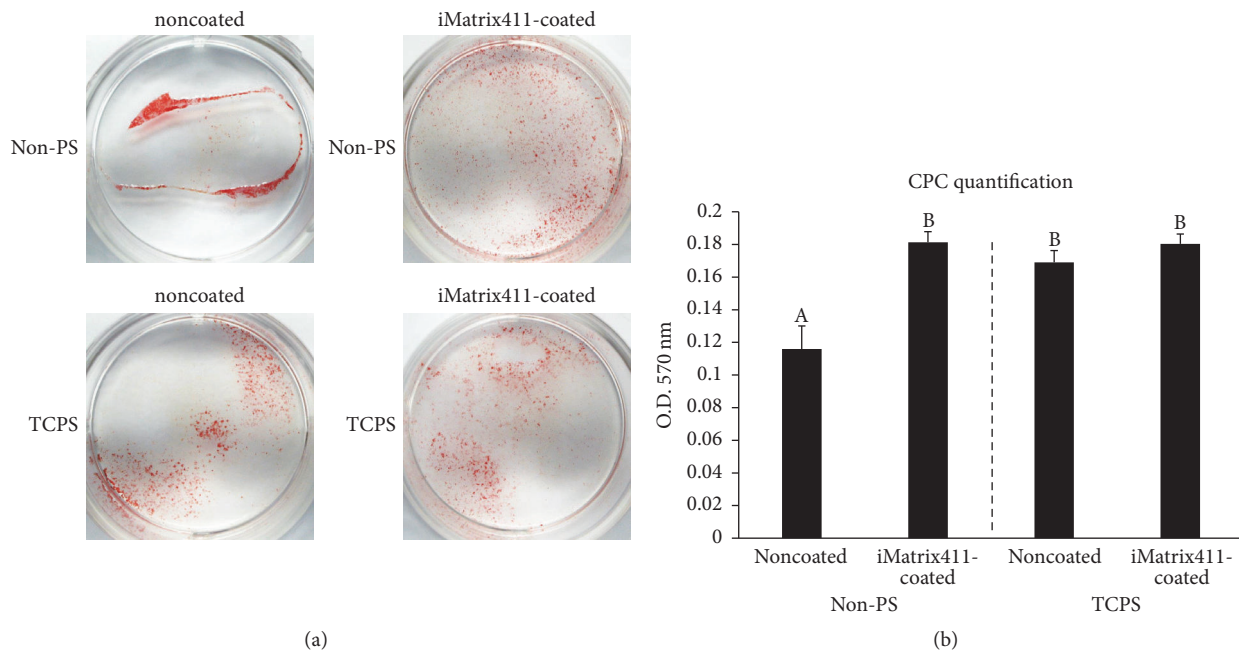 noncoated
iMatrix411-coated
Non-PS
Non-PS
noncoated
iMatrix411-coated
TCPS
TCPS
(a)
CPC quantification
0.2
0.18
0.16
0.14
0.12
0.1
0.08
0.06
0.04
0.02
0
O.D. 570 nm
A
B
B
B
Noncoated
iMatrix411-
coated
Noncoated
iMatrix411-
coated
Non-PS
TCPS
(b)